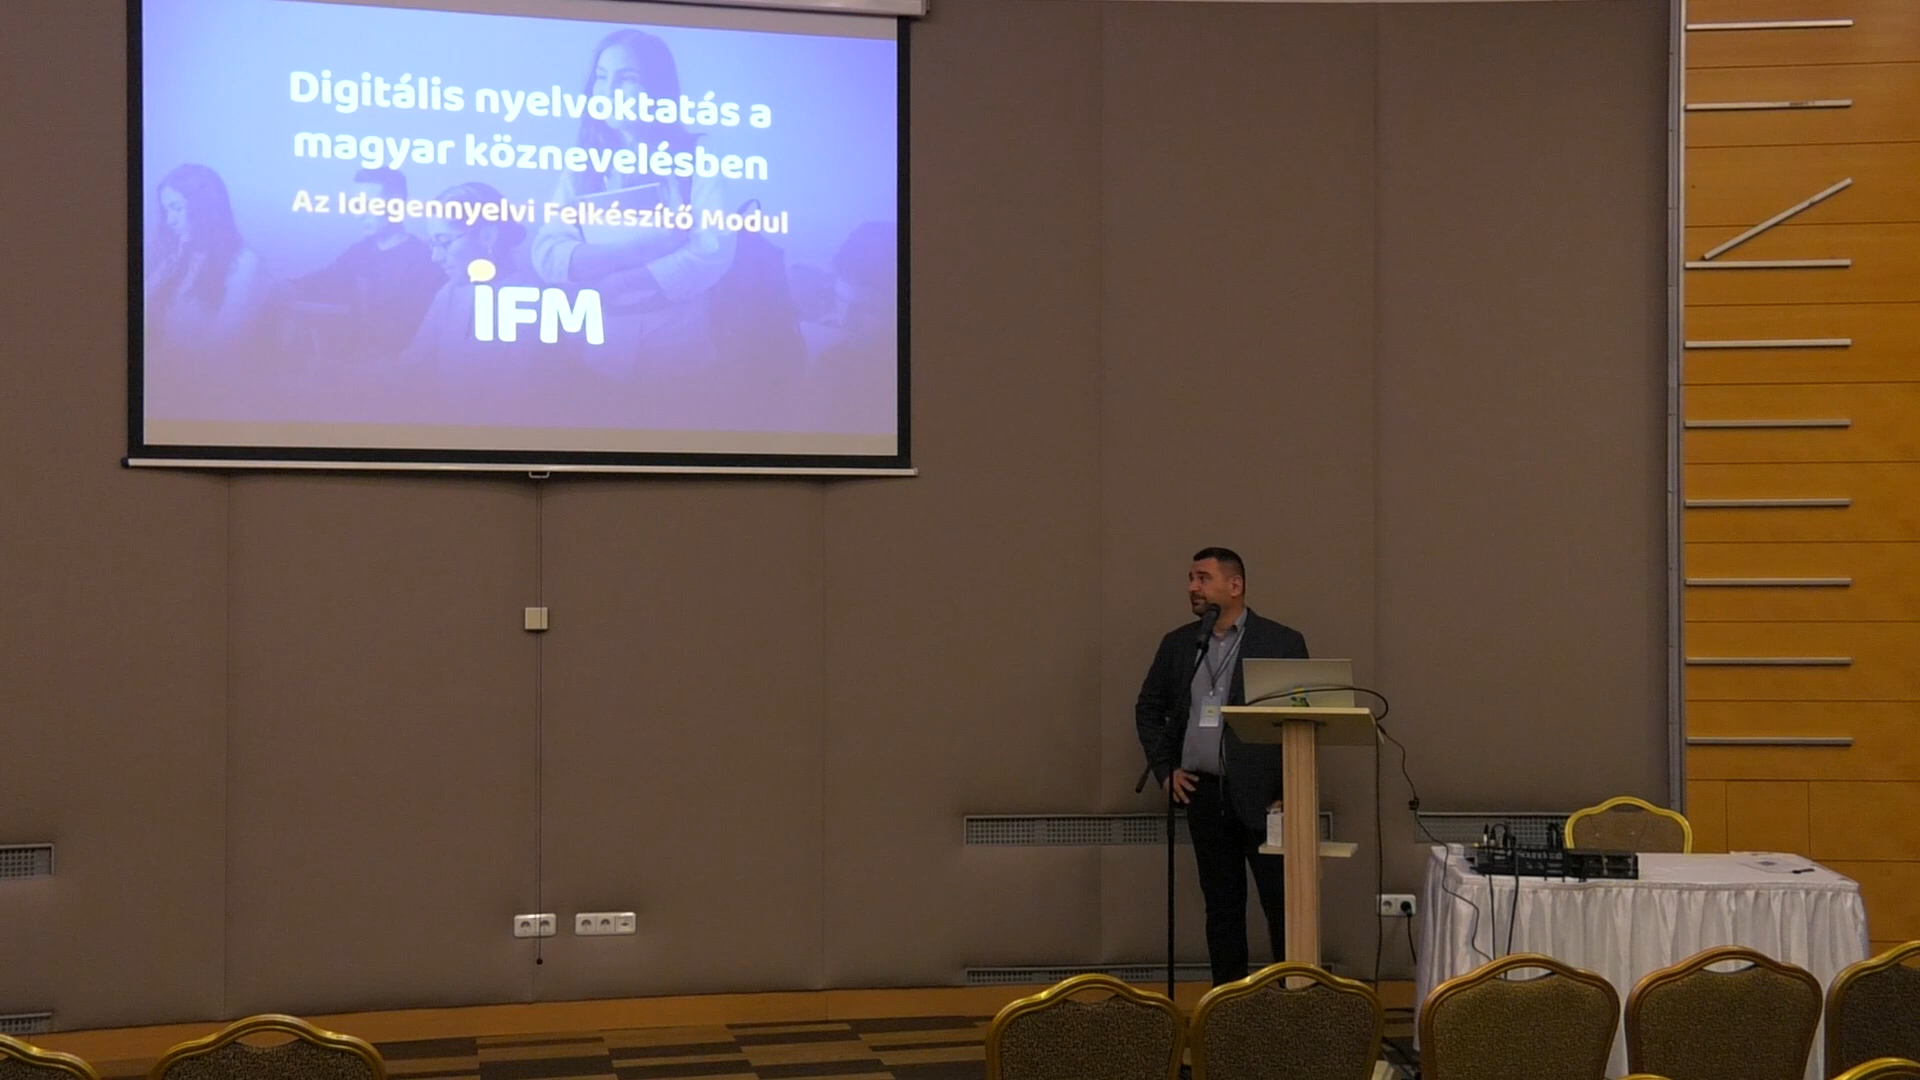 Digitális nyelvoktatás a
magyar köznevelésben
Az Idegennyelvi Felkészítő Modul
iFM